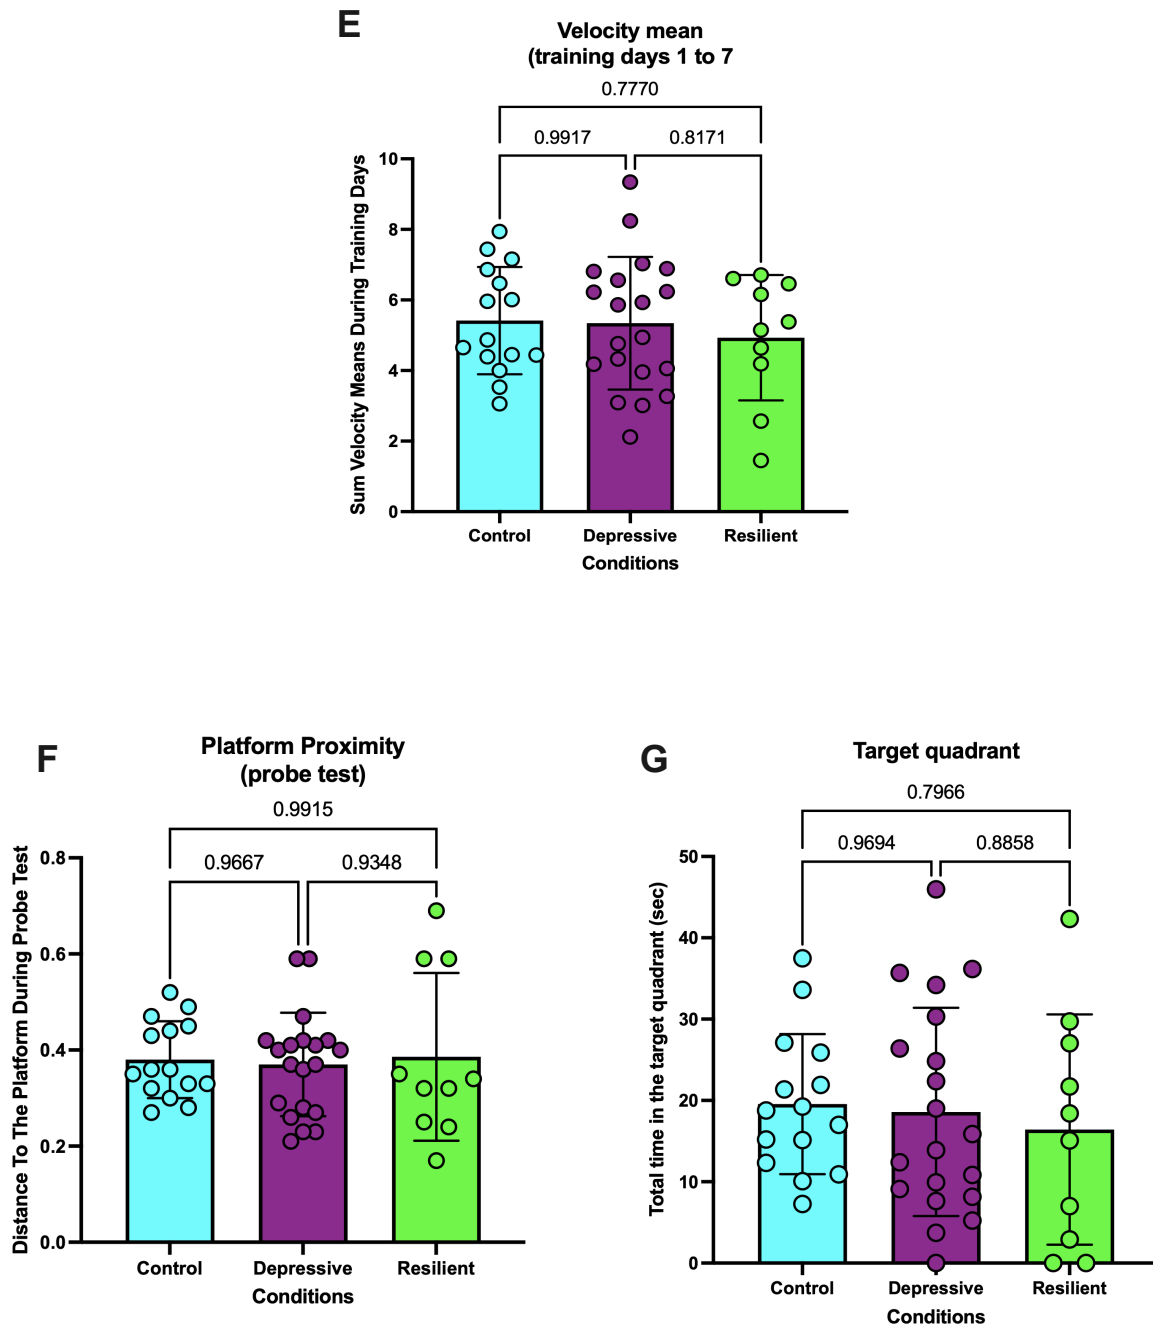 E
Velocity mean
(training days 1 to 7
0.7770
0.9917
0.8171
Sum Velocity Means During Training Days
10
8
6
4
2
0
Control
Depressive
Resilient
Conditions
F
Platform Proximity
(probe test)
0.9915
0.9667
0.9348
Distance To The Platform During Probe Test
0.8
0.6
0.4
0.2
0.0
Control
Depressive
Resilient
Conditions
G
Target quadrant
0.7966
0.9694
0.8858
Total time in the target quadrant (sec)
50
40
30
20
10
0
Control
Depressive
Resilient
Conditions